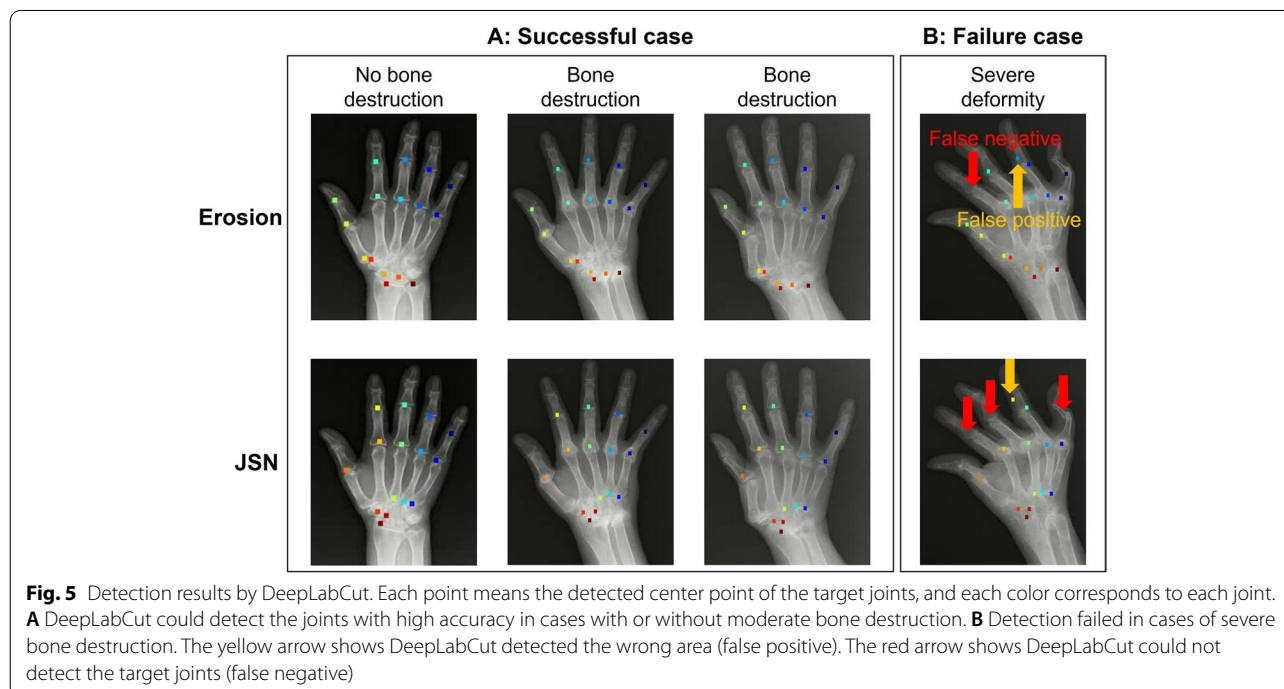 A: Successful case
B: Failure case
No bone
destruction
Bone
destruction
Bone
destruction
Severe
deformity
Erosion
False negative
False positive
JSN
Fig. 5 Detection results by DeepLabCut. Each point means the detected center point of the target joints, and each color corresponds to each joint.
A DeepLabCut could detect the joints with high accuracy in cases with or without moderate bone destruction. B Detection failed in cases of severe
bone destruction. The yellow arrow shows DeepLabCut detected the wrong area (false positive). The red arrow shows DeepLabCut could not
detect the target joints (false negative)